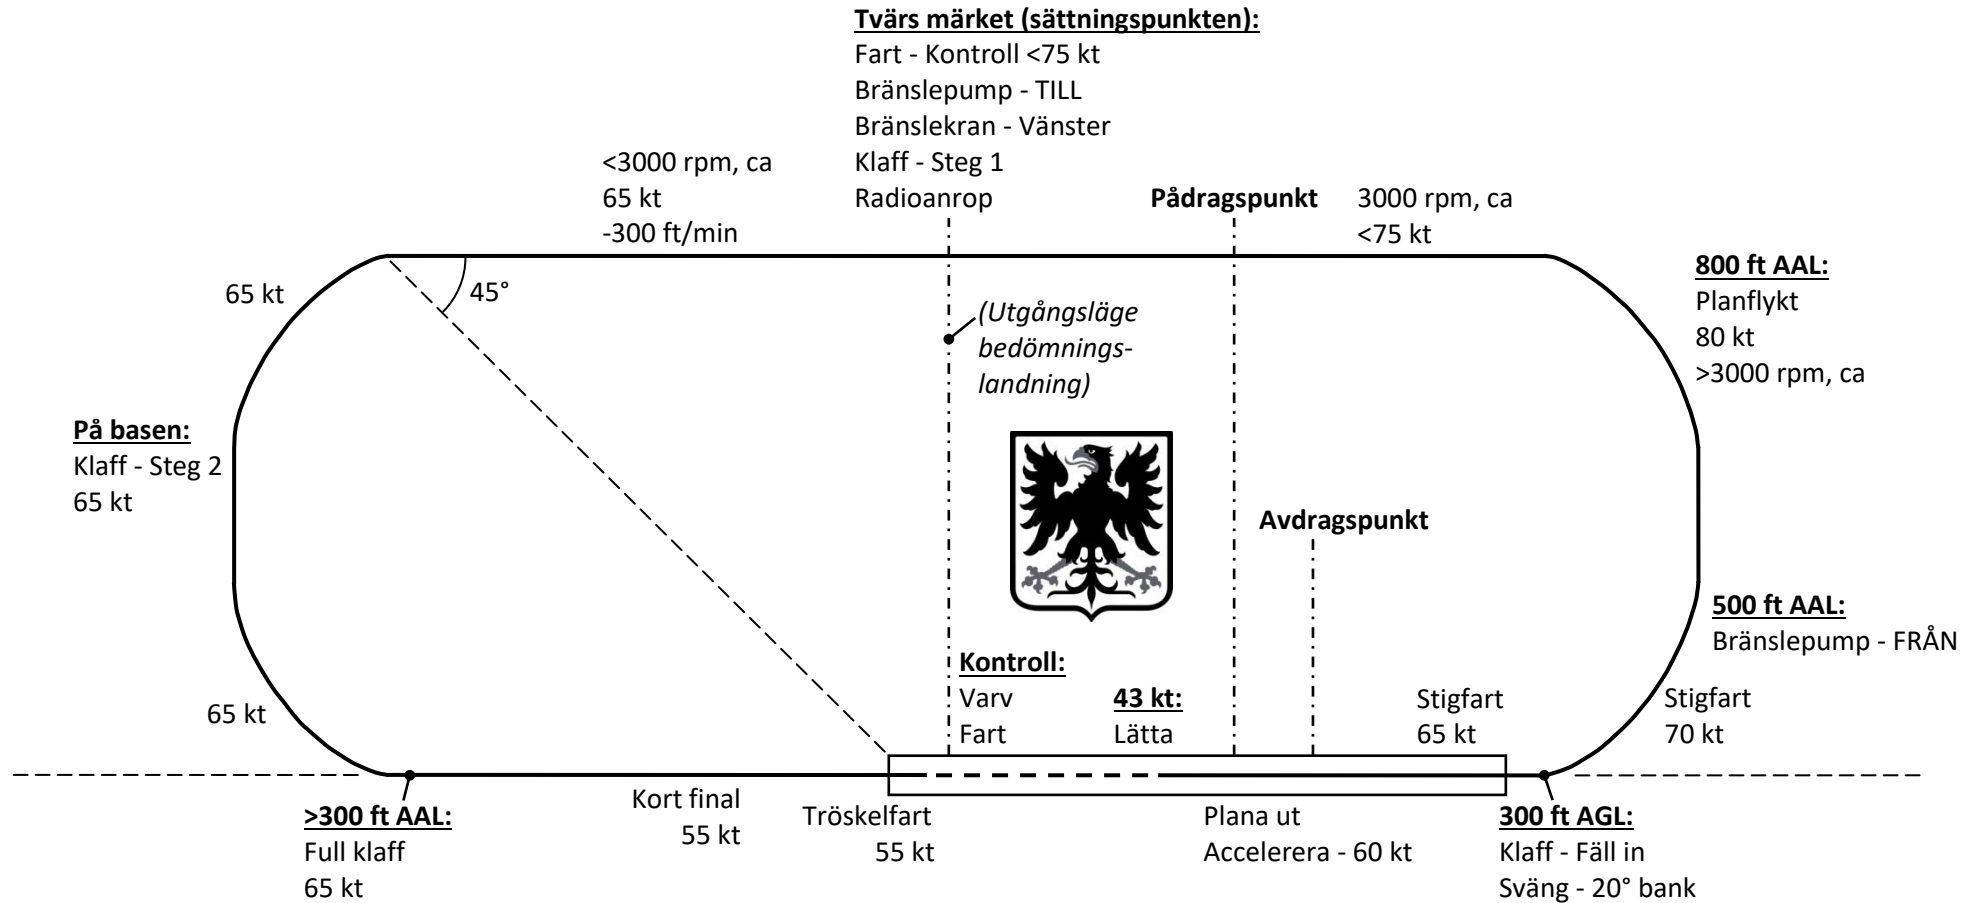 Tvärs märket (sättningspunkten):
Fart - Kontroll <75 kt
Bränslepump - TILL
Bränslekran - Vänster
Klaff - Steg 1
Radioanrop
<3000 rpm, ca
65 kt
-300 ft/min
Pådragspunkt
3000 rpm, ca
<75 kt
800 ft AAL:
Planflykt
80 kt
>3000 rpm, ca
65 kt
45°
(Utgångsläge
bedömnings-
landning)
På basen:
Klaff - Steg 2
65 kt
Avdragspunkt
500 ft AAL:
Bränslepump - FRÅN
Kontroll:
Varv
Fart
43 kt:
Lätta
Stigfart
65 kt
Stigfart
70 kt
65 kt
>300 ft AAL:
Full klaff
65 kt
Kort final
55 kt
Tröskelfart
55 kt
Plana ut
Accelerera - 60 kt
300 ft AGL:
Klaff - Fäll in
Sväng - 20° bank